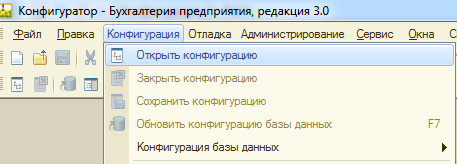 Конфигуратор - Бухгалтерия предприятия, редакция 3.0
Файл Правка Конфигурация Отладка Администрирование Сервис Окна С
Открыть конфигурацию
Закрыть конфигурацию
Сохранить конфигурацию
Обновить конфигурацию базы данных F7
Конфигурация базы данных